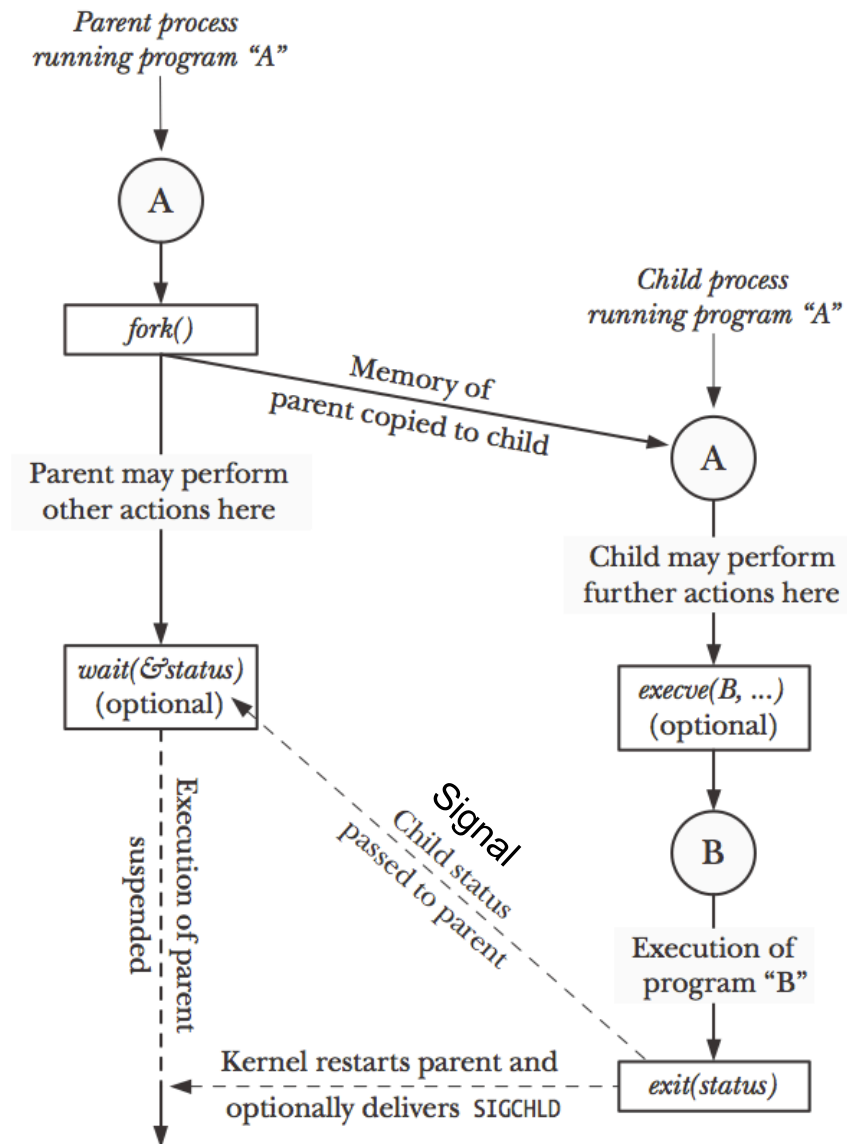 Parent process
running program “A”
A
fork()
Child process
running program “A”
Memory of
parent copied to child
A
Parent may perform
other actions here
Child may perform
further actions here
wait(&status)
(optional)
execve(B, ...)
(optional)
Execution of parent
suspended
Signal
Child status
passed to parent
B
Execution of
program “B”
Kernel restarts parent and
optionally delivers SIGCHLD
exit(status)